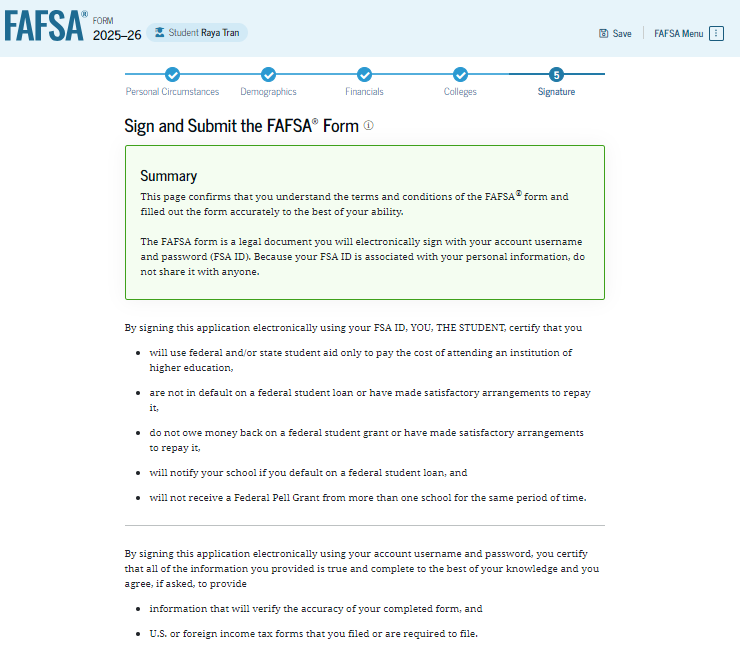 FAFSA® FORM
2025–26
Student Raya Tran
Save
FAFSA Menu
5
Personal Circumstances
Demographics
Financials
Colleges
Signature
Sign and Submit the FAFSA® Form
Summary
This page confirms that you understand the terms and conditions of the FAFSA® form and
filled out the form accurately to the best of your ability.
The FAFSA form is a legal document you will electronically sign with your account username
and password (FSA ID). Because your FSA ID is associated with your personal information, do
not share it with anyone.
By signing this application electronically using your FSA ID, YOU, THE STUDENT, certify that you
• will use federal and/or state student aid only to pay the cost of attending an institution of
higher education,
• are not in default on a federal student loan or have made satisfactory arrangements to repay
it,
• do not owe money back on a federal student grant or have made satisfactory arrangements
to repay it,
• will notify your school if you default on a federal student loan, and
• will not receive a Federal Pell Grant from more than one school for the same period of time.
By signing this application electronically using your account username and password, you certify
that all of the information you provided is true and complete to the best of your knowledge and you
agree, if asked, to provide
• information that will verify the accuracy of your completed form, and
• U.S. or foreign income tax forms that you filed or are required to file.